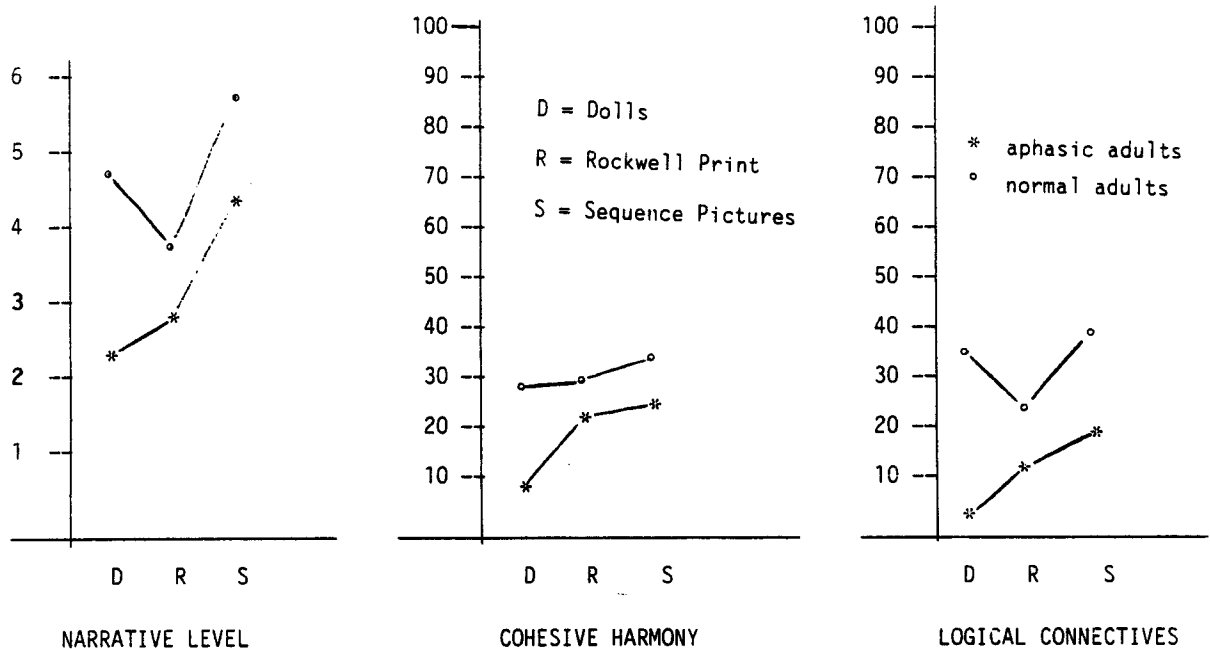 6
5
4
3
2
1
D R S
NARRATIVE LEVEL
100
90
80
70
60
50
40
30
20
10
D = Dolls
R = Rockwell Print
S = Sequence Pictures
D R S
COHESIVE HARMONY
100
90
80
70
60
50
40
30
20
10
* aphasic adults
° normal adults
D R S
LOGICAL CONNECTIVES